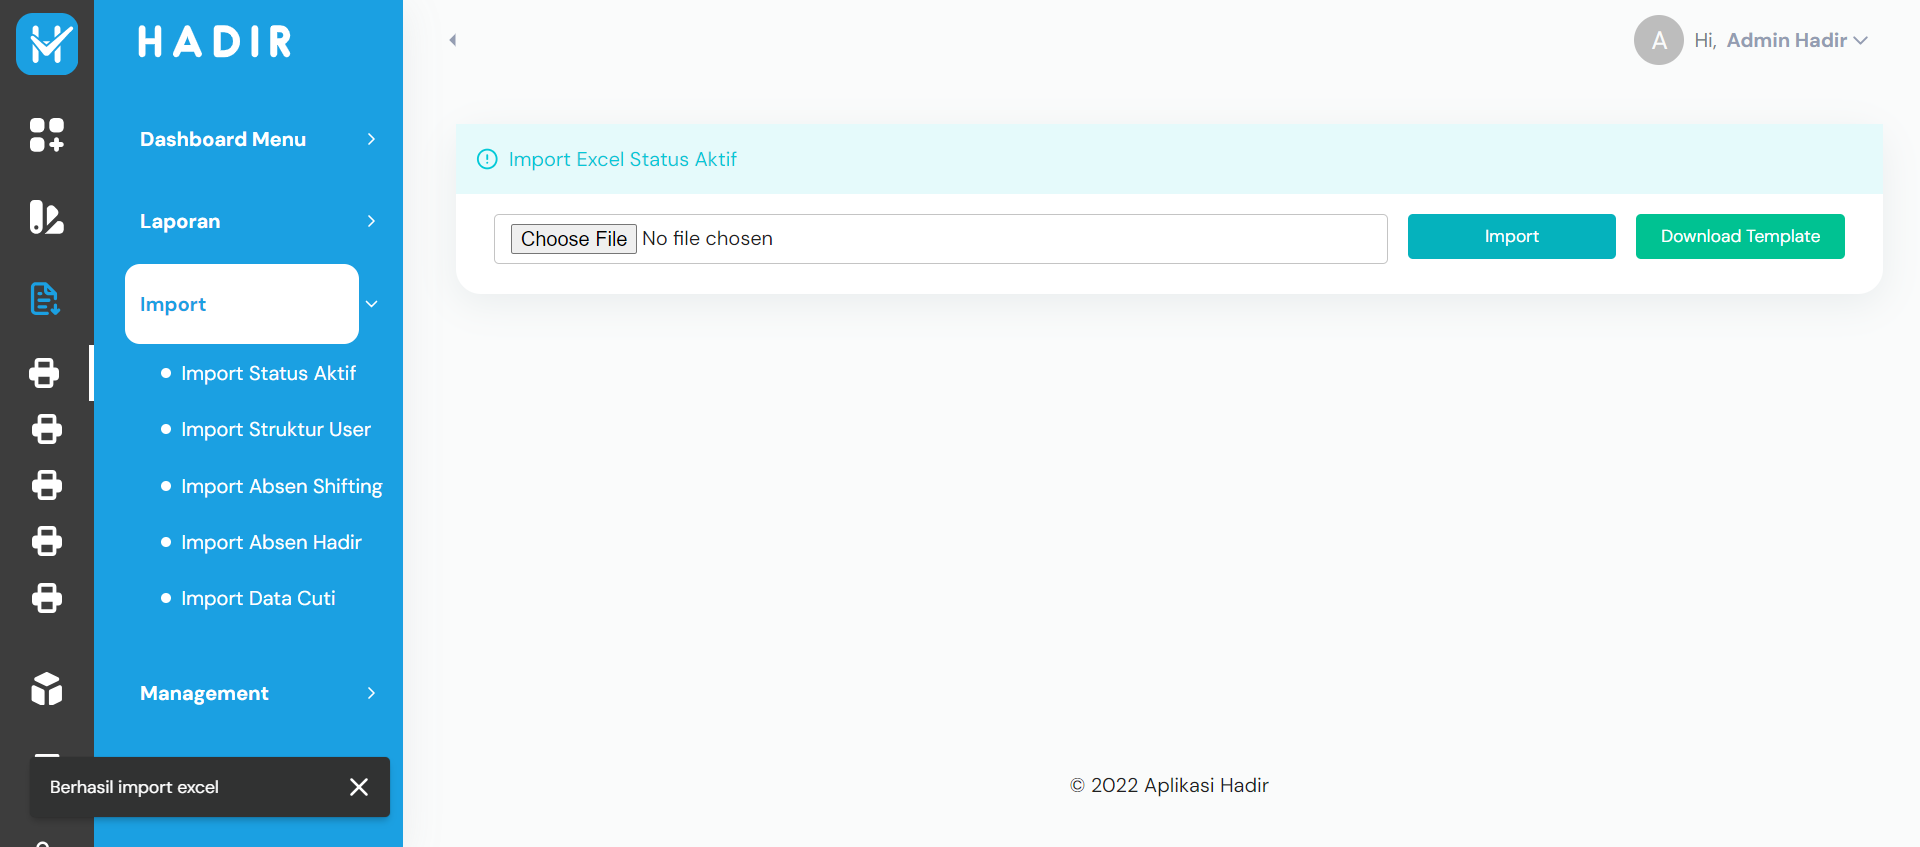 HADIR
A
Hi, Admin Hadir
Dashboard Menu
Laporan
Import
Import Status Aktif
Import Struktur User
Import Absen Shifting
Import Absen Hadir
Import Data Cuti
Management
Import Excel Status Aktif
Choose File No file chosen
Import
Download Template
Berhasil import excel
© 2022 Aplikasi Hadir